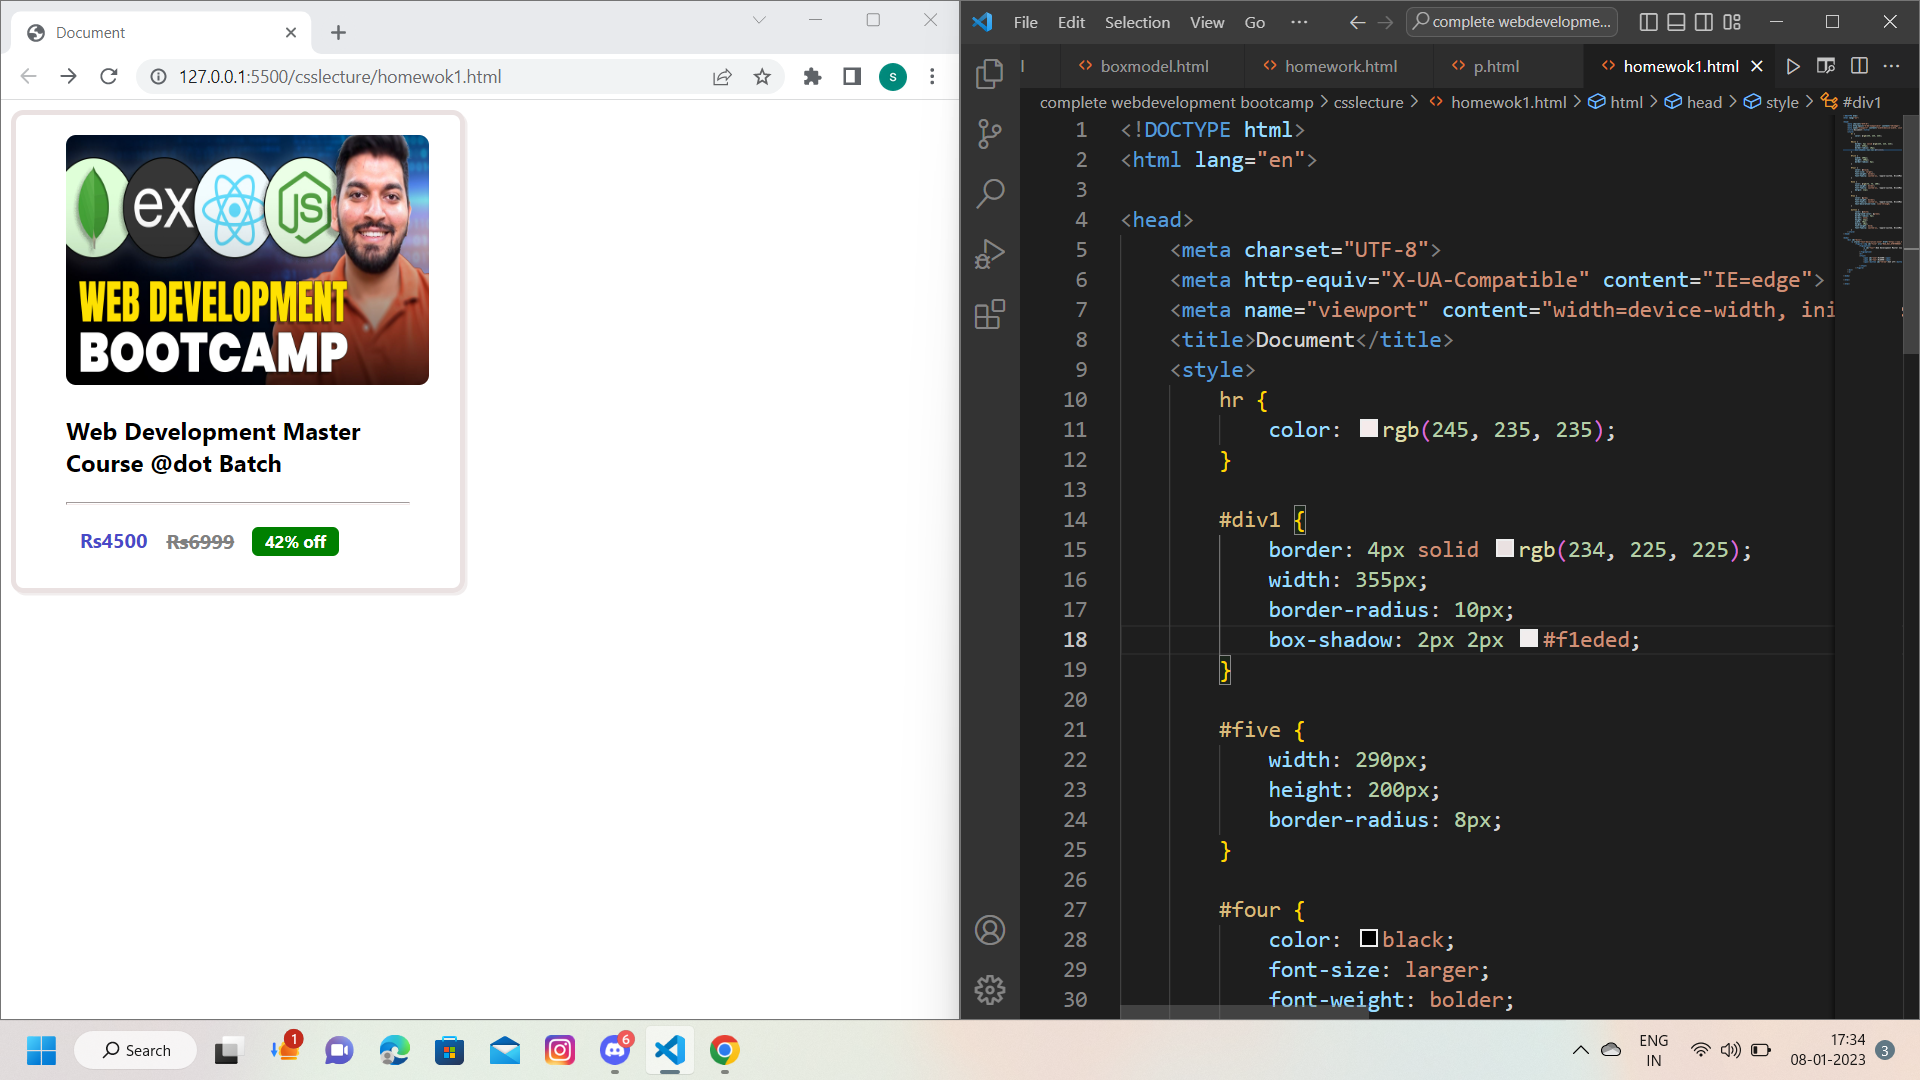 Document
127.0.0.1:5500/csslecture/homewok1.html
S
ex
JS
WEB DEVELOPMENT
BOOTCAMP
Web Development Master
Course @dot Batch
Rs4500 Rs6999 42% off
File Edit Selection View Go ··· complete webdevelopme...
l boxmodel.html homework.html p.html homewok1.html
complete webdevelopment bootcamp > csslecture > homewok1.html > html > head > style > #div1
1 <!DOCTYPE html>
2 <html lang="en">
3
4 <head>
5 <meta charset="UTF-8">
6 <meta http-equiv="X-UA-Compatible" content="IE=edge">
7 <meta name="viewport" content="width=device-width, ini
8 <title>Document</title>
9 <style>
10 hr {
11 color: rgb(245, 235, 235);
12 }
13
14 #div1 {
15 border: 4px solid rgb(234, 225, 225);
16 width: 355px;
17 border-radius: 10px;
18 box-shadow: 2px 2px #f1eded;
19 }
20
21 #five {
22 width: 290px;
23 height: 200px;
24 border-radius: 8px;
25 }
26
27 #four {
28 color: black;
29 font-size: larger;
30 font-weight: bolder;
Search
1
6
ENG
IN
17:34
08-01-2023
3